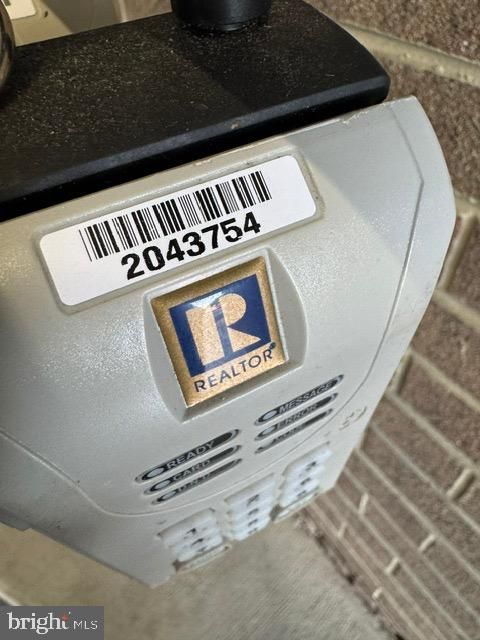 2043754
R
REALTOR®
READY
CARD
MESSAGE
ERROR
bright MLS